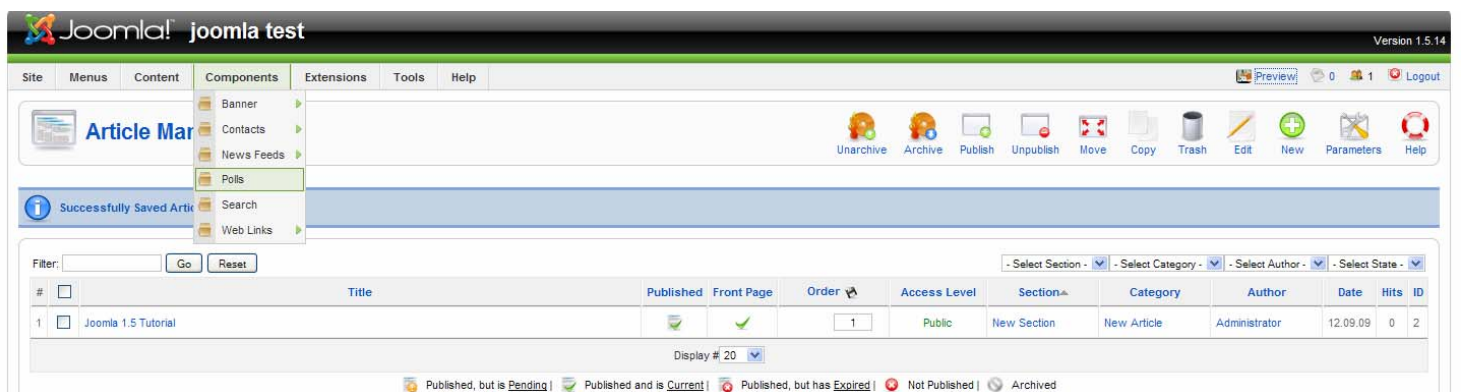 Joomla!™ joomla test
Version 1.5.14
Site Menus Content Components Extensions Tools Help Preview 0 1 Logout
Banner
Contacts
News Feeds
Polls
Search
Web Links
Article Mar
Unarchive Archive Publish Unpublish Move Copy Trash Edit New Parameters Help
Successfully Saved Artic
Filter: Go Reset - Select Section - - Select Category - - Select Author - - Select State -
# Title Published Front Page Order Access Level Section Category Author Date Hits ID
1 Joomla 1.5 Tutorial 1 Public New Section New Article Administrator 12.09.09 0 2
Display # 20
Published, but is Pending | Published and is Current | Published, but has Expired | Not Published | Archived